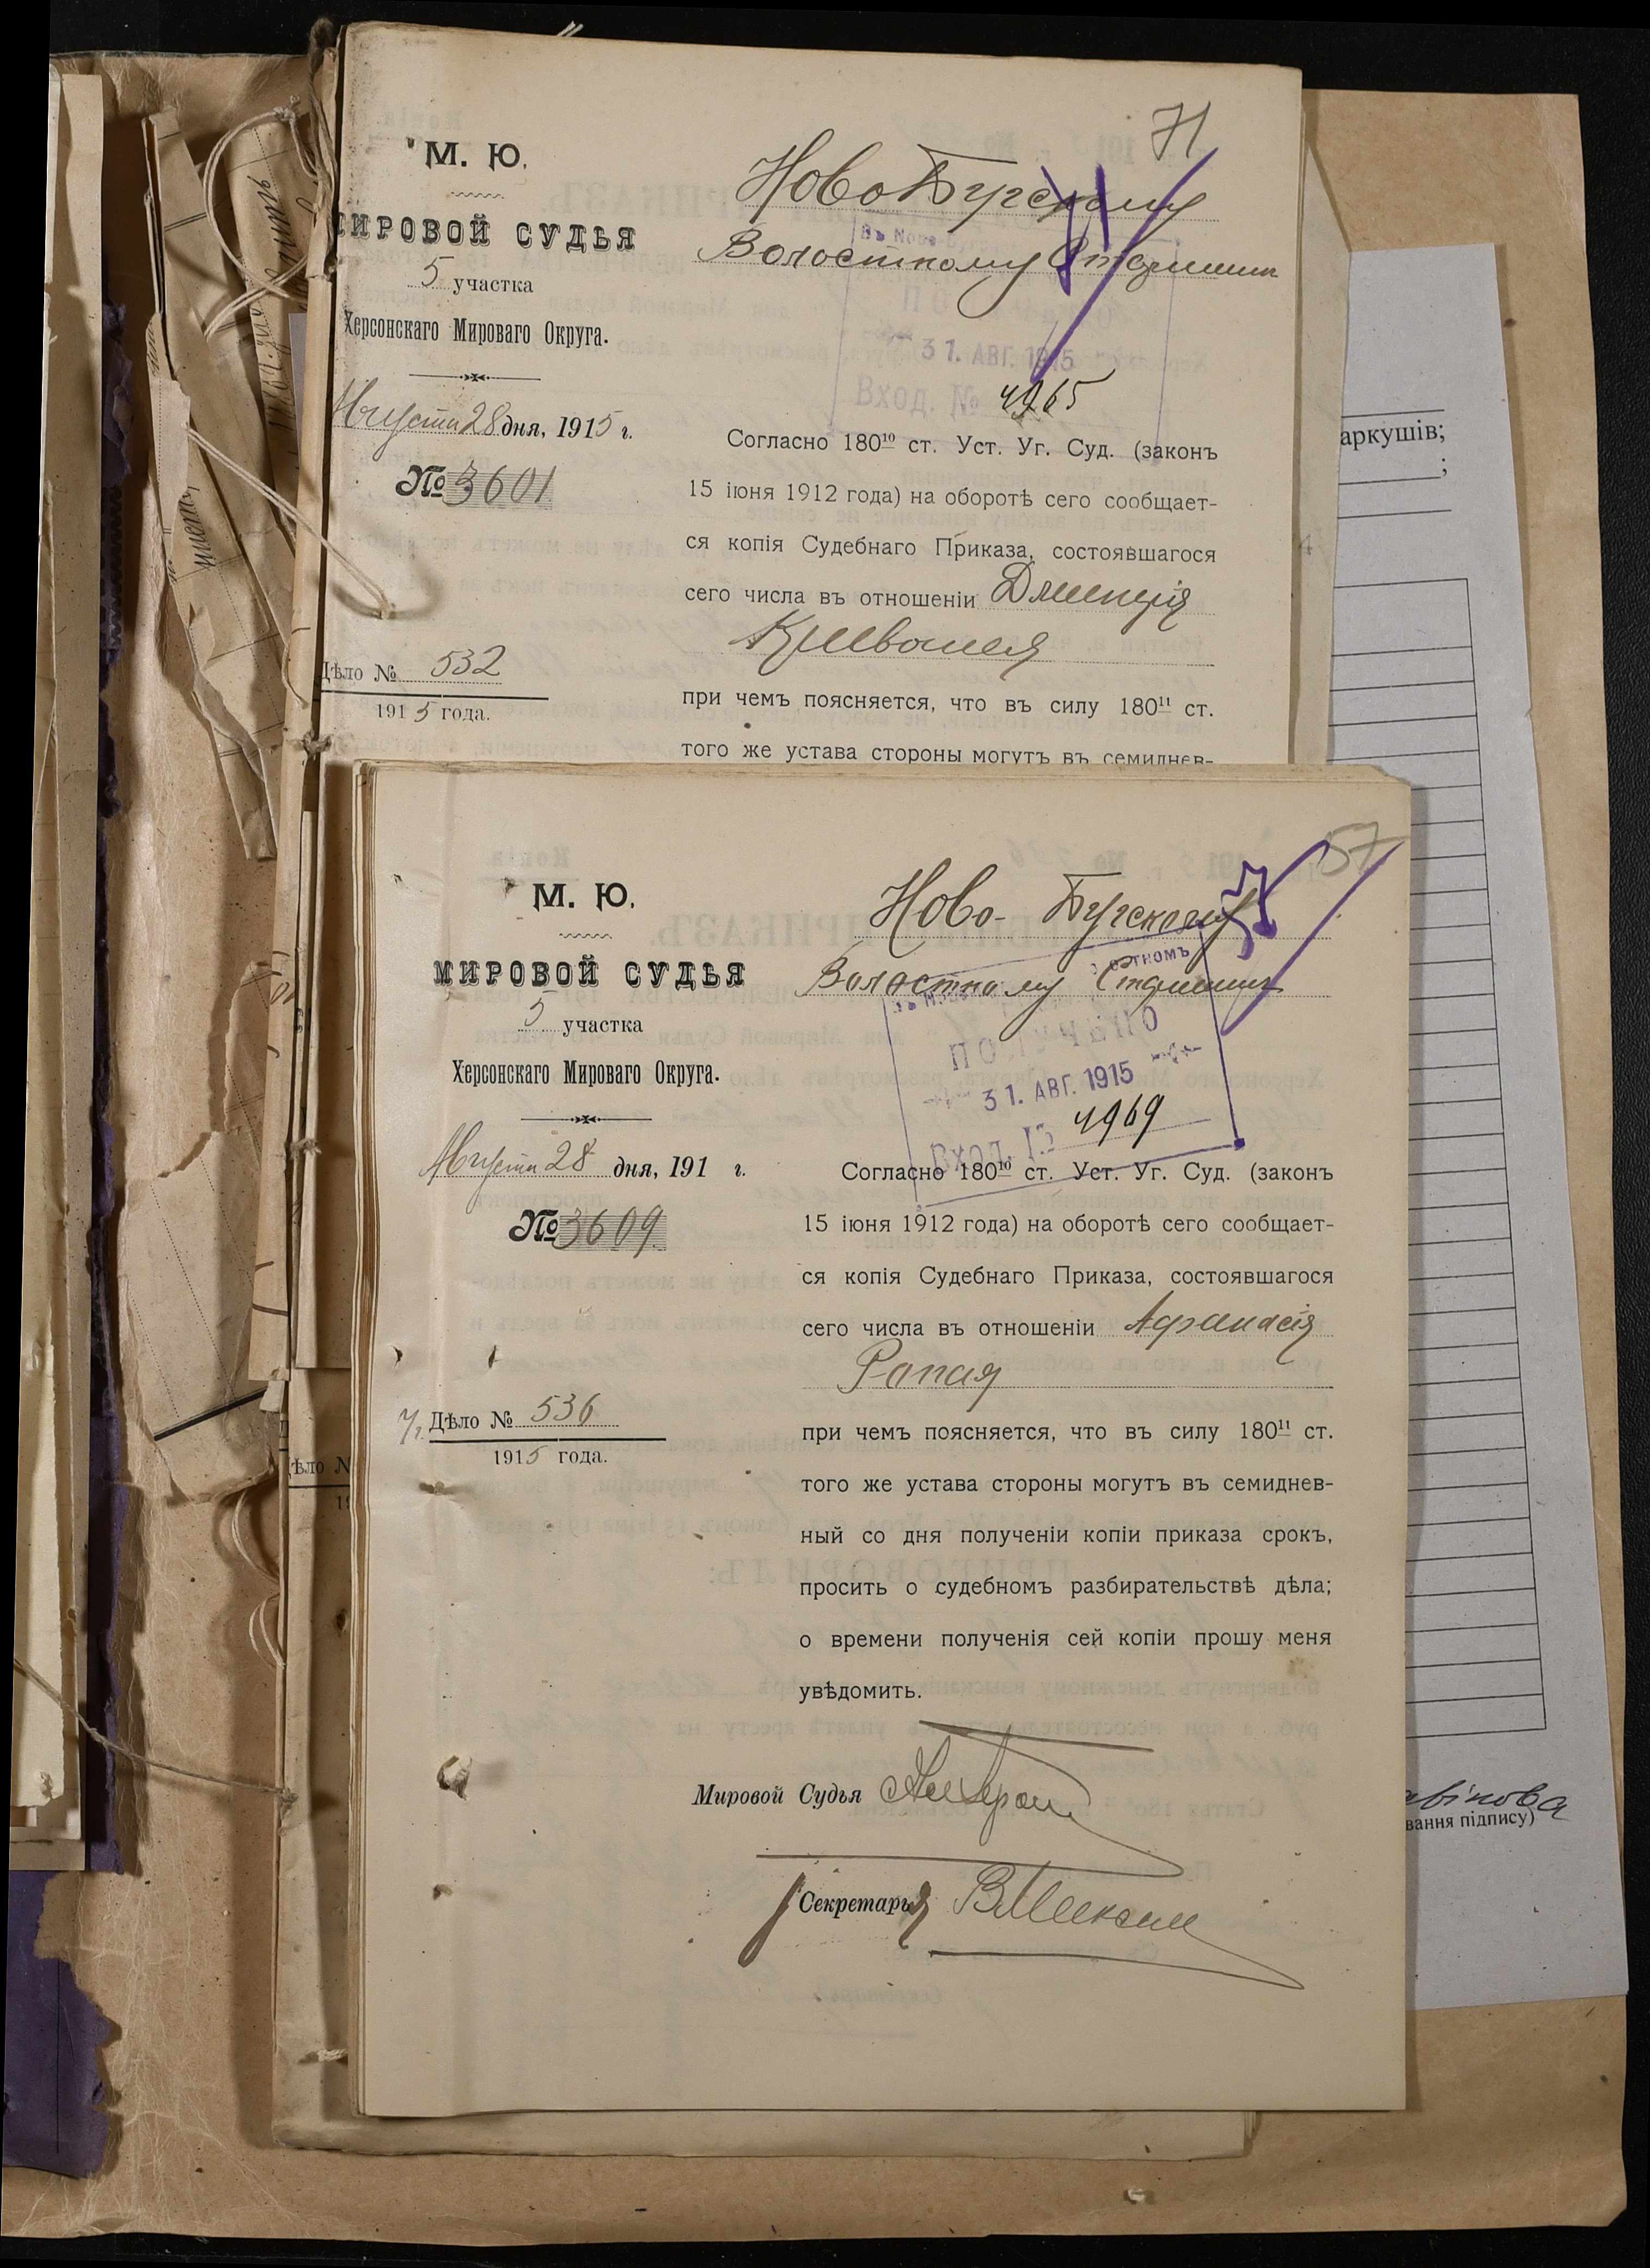 71
М. Ю.
МИРОВОЙ СУДЬЯ
5 участка
Херсонскаго Мироваго Округа.
Августа 28 дня, 1915 г.
№ 3601
Дѣло № 532
1915 года.
Ново Бугскому
Волостному Старшинѣ
31. АВГ. 1915
Вход. № 4965
Согласно 180¹⁰ ст. Уст. Уг. Суд. (законъ
15 іюня 1912 года) на оборотѣ сего сообщает-
ся копія Судебнаго Приказа, состоявшагося
сего числа въ отношеніи Дмитрія
Кривошея
при чемъ поясняется, что въ силу 180¹¹ ст.
того же устава стороны могутъ въ семиднев-
57
М. Ю.
МИРОВОЙ СУДЬЯ
5 участка
Херсонскаго Мироваго Округа.
Августа 28 дня, 191 г.
№ 3609
Дѣло № 536
1915 года.
Ново- Бугскому
Волостному Старшинѣ
ПОЛУЧЕНО
31. АВГ. 1915
Вход. 4969
Согласно 180¹⁰ ст. Уст. Уг. Суд. (законъ
15 іюня 1912 года) на оборотѣ сего сообщает-
ся копія Судебнаго Приказа, состоявшагося
сего числа въ отношеніи Афанасія
Ропая
при чемъ поясняется, что въ силу 180¹¹ ст.
того же устава стороны могутъ въ семиднев-
ный со дня полученіи копіи приказа срокъ,
просить о судебномъ разбирательствѣ дѣла;
о времени полученія сей копіи прошу меня
увѣдомить.
Мировой Судья
Секретарь
аркушів;
;
вання підпису)